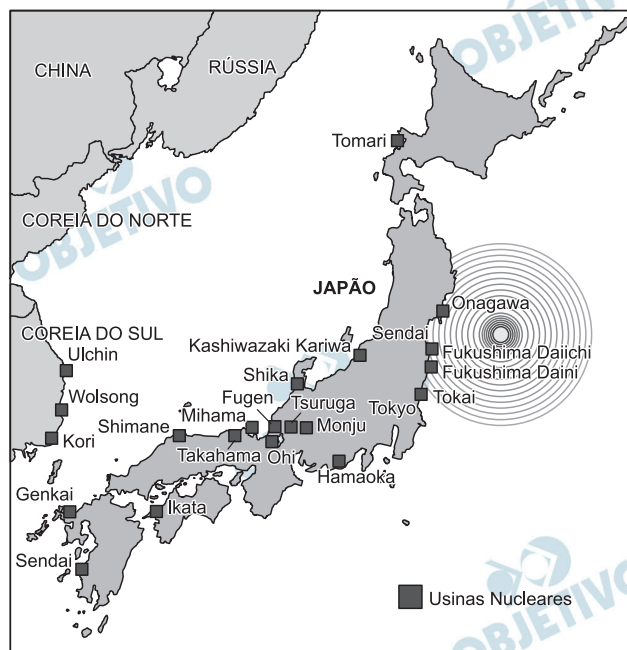 OBJETIVO
CHINA
RÚSSIA
Tomari
COREIA DO NORTE
OBJETIVO
JAPÃO
Onagawa
COREIA DO SUL
Sendai
Ulchin
Kashiwazaki Kariwa
Fukushima Daiichi
Shika
Fukushima Daini
Wolsong
Fugen
Tsuruga
Tokai
Mihama
Tokyo
Shimane
Monju
Kori
Takahama
Ohi
Hamaoka
Genkai
Ikata
Sendai
Usinas Nucleares
OBJETIVO